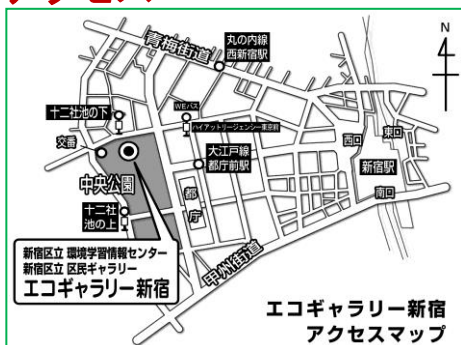 アクセス
N
青梅街道
丸の内線
西新宿駅
十二社池の下
WEバス
ハイアットリージェンシー東京前
交番
大江戸線
都庁前駅
西口
東口
新宿駅
南口
中央公園
都
庁
十二社
池の上
甲州街道
新宿区立 環境学習情報センター
新宿区立 区民ギャラリー
エコギャラリー新宿
エコギャラリー新宿
アクセスマップ